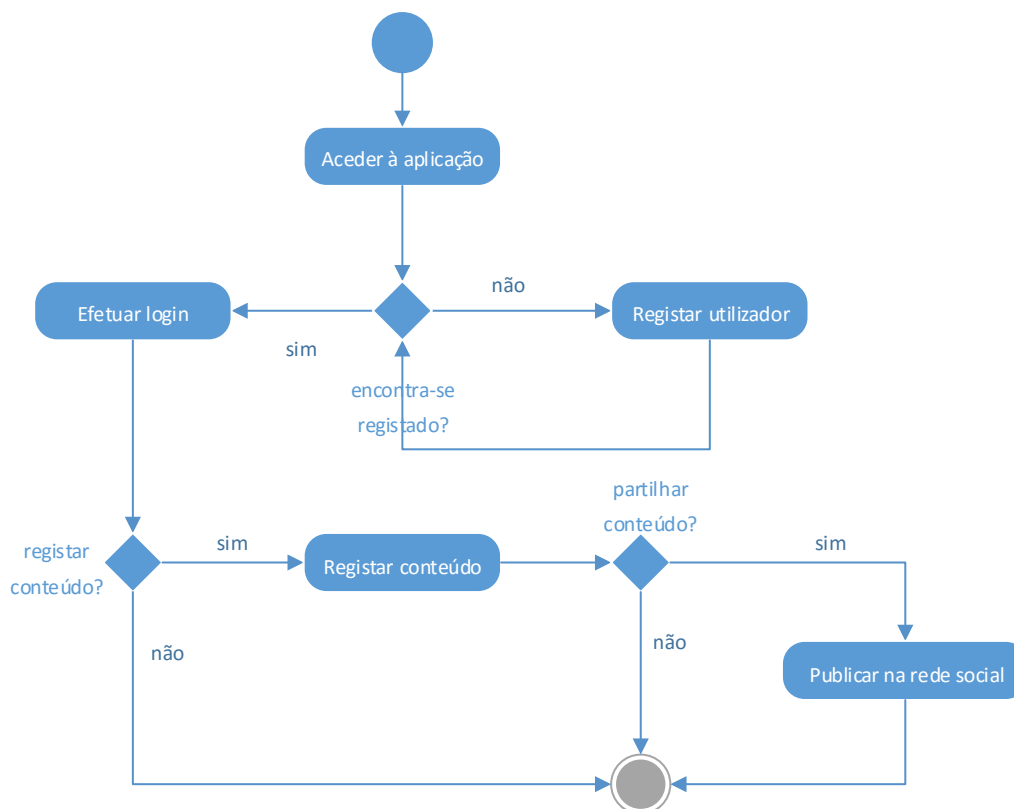 Aceder à aplicação
não
Efetuar login
Registar utilizador
sim
encontra-se
registado?
partilhar
conteúdo?
registar
conteúdo?
sim
Registar conteúdo
sim
não
não
Publicar na rede social